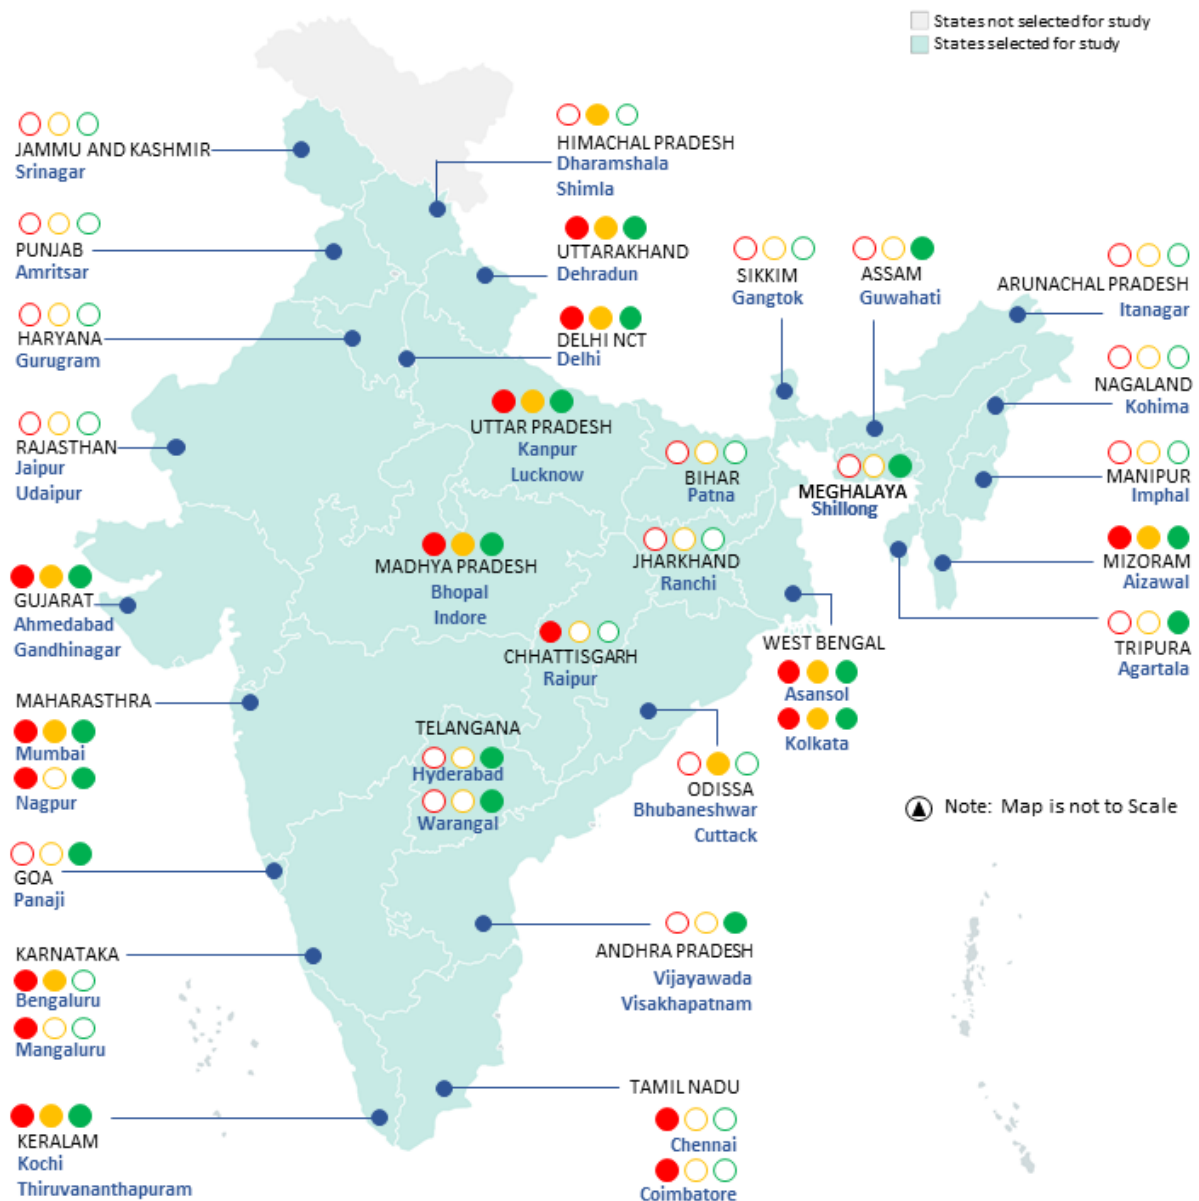 States not selected for study
States selected for study
JAMMU AND KASHMIR
Srinagar
PUNJAB
Amritsar
HARYANA
Gurugram
RAJASTHAN
Jaipur
Udaipur
GUJARAT
Ahmedabad
Gandhinagar
MAHARASTHRA
Mumbai
Nagpur
GOA
Panaji
KARNATAKA
Bengaluru
Mangaluru
KERALAM
Kochi
Thiruvananthapuram
HIMACHAL PRADESH
Dharamshala
Shimla
UTTARAKHAND
Dehradun
DELHI NCT
Delhi
UTTAR PRADESH
Kanpur
Lucknow
MADHYA PRADESH
Bhopal
Indore
BIHAR
Patna
JHARKHAND
Ranchi
CHHATTISGARH
Raipur
TELANGANA
Hyderabad
Warangal
SIKKIM
Gangtok
ASSAM
Guwahati
ARUNACHAL PRADESH
Itanagar
NAGALAND
Kohima
MEGHALAYA
Shillong
MANIPUR
Imphal
MIZORAM
Aizawal
TRIPURA
Agartala
WEST BENGAL
Asansol
Kolkata
ODISSA
Bhubaneshwar
Cuttack
Note: Map is not to Scale
ANDHRA PRADESH
Vijayawada
Visakhapatnam
TAMIL NADU
Chennai
Coimbatore